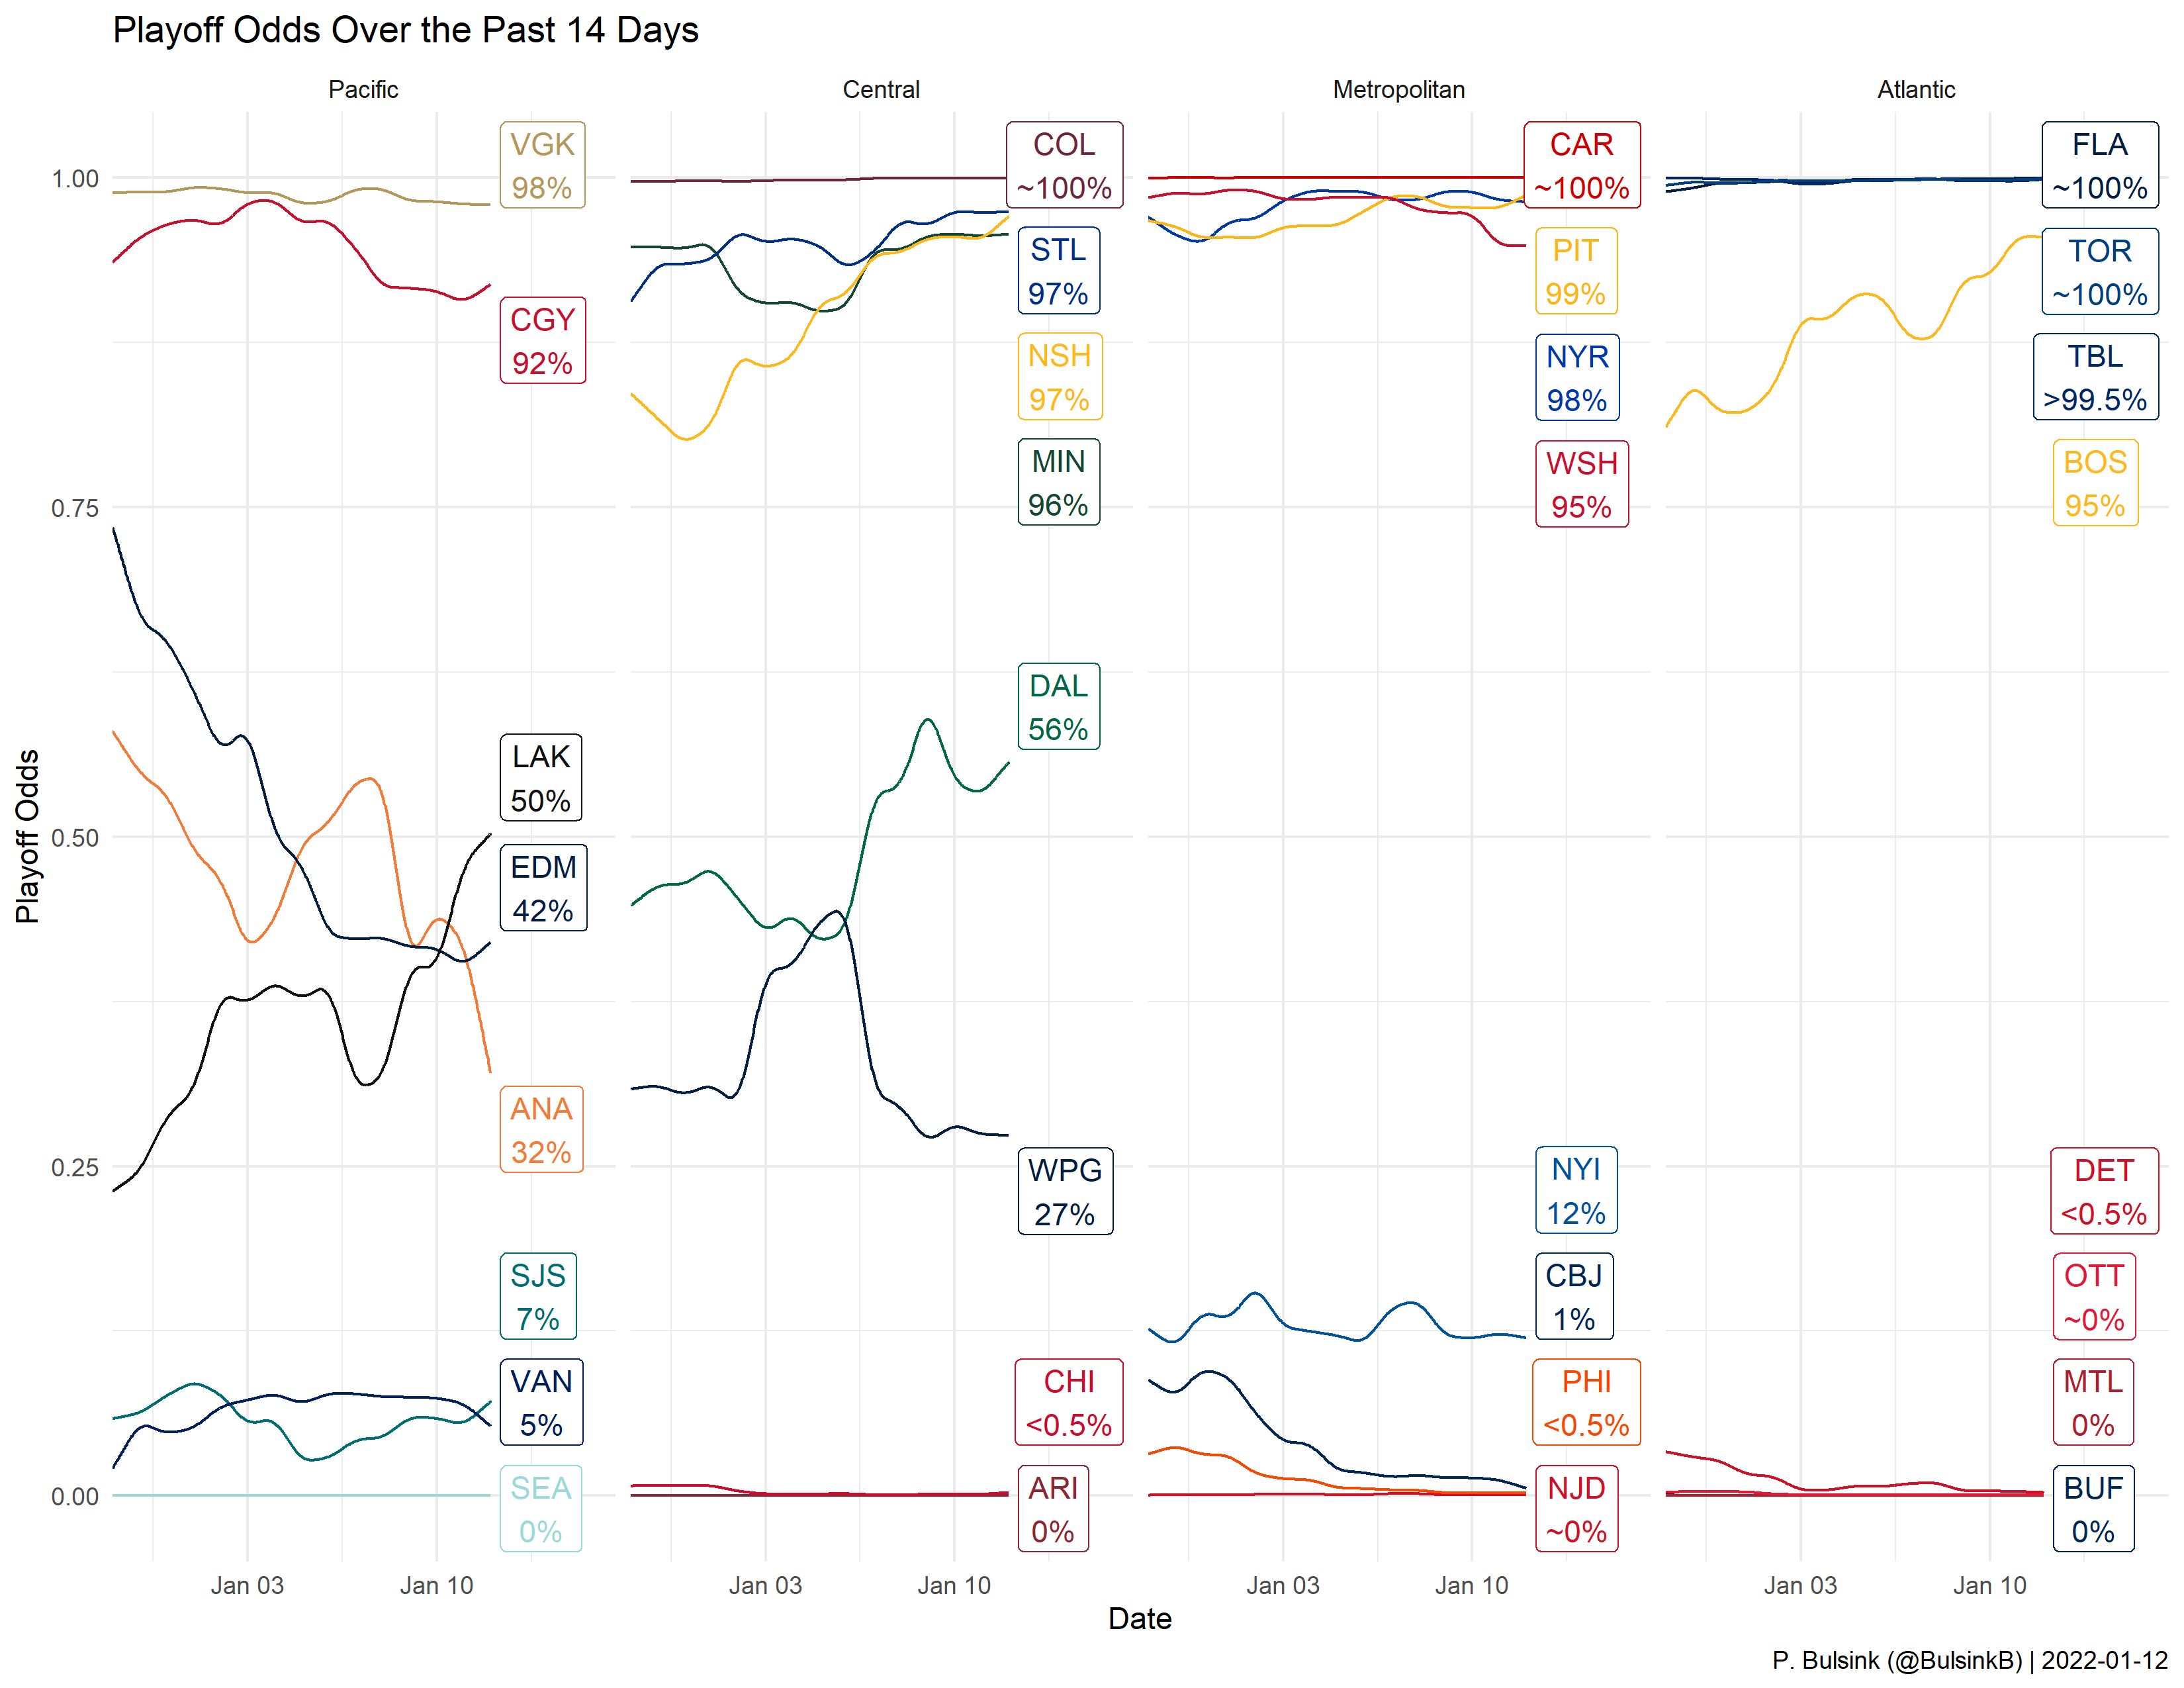 Playoff Odds Over the Past 14 Days
Pacific
Central
Metropolitan
Atlantic
Playoff Odds
1.00
0.75
0.50
0.25
0.00
VGK
98%
CGY
92%
LAK
50%
EDM
42%
ANA
32%
SJS
7%
VAN
5%
SEA
0%
COL
~100%
STL
97%
NSH
97%
MIN
96%
DAL
56%
WPG
27%
CHI
<0.5%
ARI
0%
CAR
~100%
PIT
99%
NYR
98%
WSH
95%
NYI
12%
CBJ
1%
PHI
<0.5%
NJD
~0%
FLA
~100%
TOR
~100%
TBL
>99.5%
BOS
95%
DET
<0.5%
OTT
~0%
MTL
0%
BUF
0%
Jan 03
Jan 10
Jan 03
Jan 10
Jan 03
Jan 10
Jan 03
Jan 10
Date
P. Bulsink (@BulsinkB) | 2022-01-12